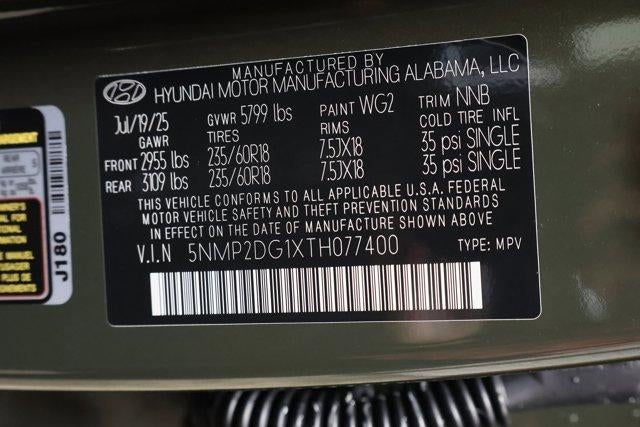 MANUFACTURED BY
HYUNDAI MOTOR MANUFACTURING ALABAMA, LLC
Jul/19/25 GVWR 5799 lbs PAINT WG2 TRIM NNB
GAWR TIRES RIMS COLD TIRE INFL
FRONT 2955 lbs 235/60R18 7.5JX18 35 psi SINGLE
REAR 3109 lbs 235/60R18 7.5JX18 35 psi SINGLE
THIS VEHICLE CONFORMS TO ALL APPLICABLE U.S.A. FEDERAL
MOTOR VEHICLE SAFETY AND THEFT PREVENTION STANDARDS
IN EFFECT ON THE DATE OF MANUFACTURE SHOWN ABOVE
V.I.N 5NMP2DG1XTH077400 TYPE: MPV
J180